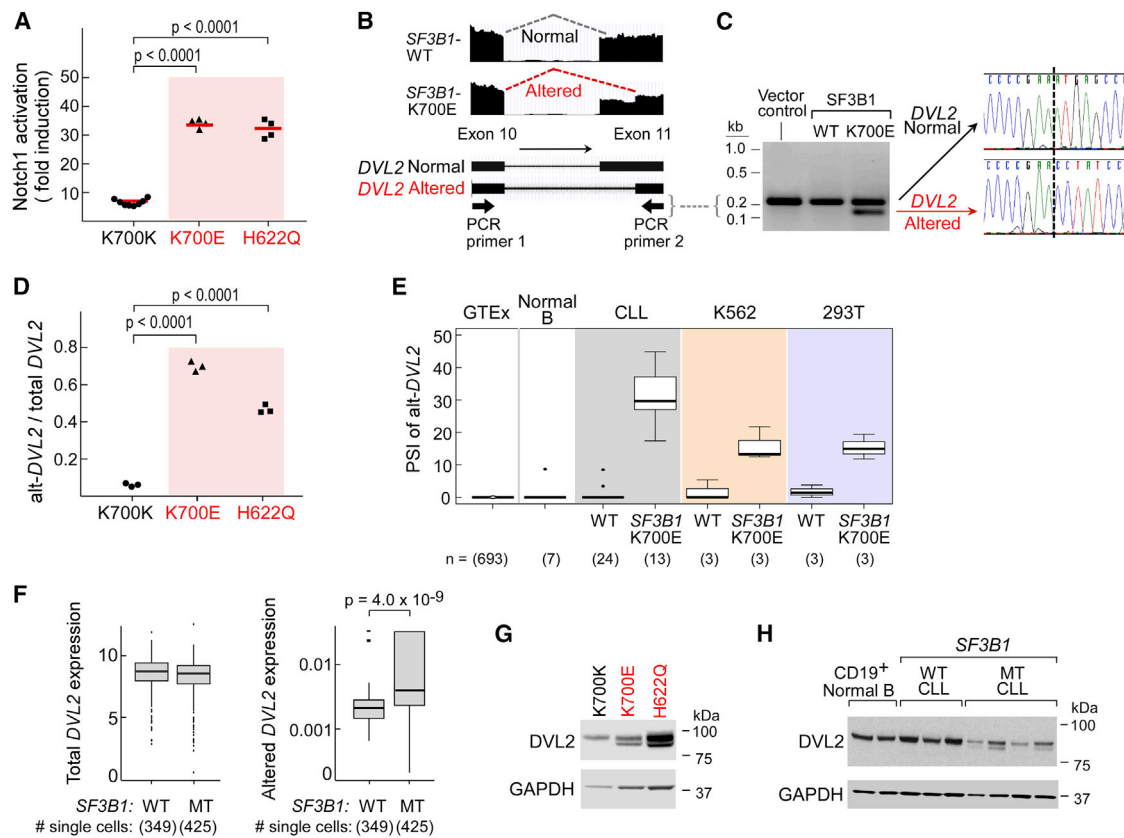 A
p < 0.0001
p < 0.0001
Notch1 activation
( fold induction)
50
40
30
20
10
K700K K700E H622Q
B
SF3B1-
WT
Normal
SF3B1-
K700E
Altered
Exon 10 Exon 11
DVL2 Normal
DVL2 Altered
PCR
primer 1
PCR
primer 2
C
Vector
control
SF3B1
WT K700E
kb
1.0
0.5
0.2
0.1
DVL2
Normal
DVL2
Altered
C C C C G A A A T G A G C C C
C C C C G A A C C T A T C C
D
p < 0.0001
p < 0.0001
alt-DVL2 / total DVL2
0.8
0.6
0.4
0.2
K700K K700E H622Q
E
GTEx Normal B CLL K562 293T
PSI of alt-DVL2
50
40
30
20
10
0
WT SF3B1 K700E WT SF3B1 K700E WT SF3B1 K700E
n = (693) (7) (24) (13) (3) (3) (3) (3)
F
Total DVL2 expression
10
5
0
SF3B1: WT MT
# single cells: (349) (425)
p = 4.0 x 10-9
Altered DVL2 expression
0.01
0.001
0
SF3B1: WT MT
# single cells: (349) (425)
G
K700K K700E H622Q
kDa
DVL2
100
75
GAPDH
37
H
SF3B1
CD19+
Normal B
WT
CLL
MT
CLL
kDa
DVL2
100
75
GAPDH
37